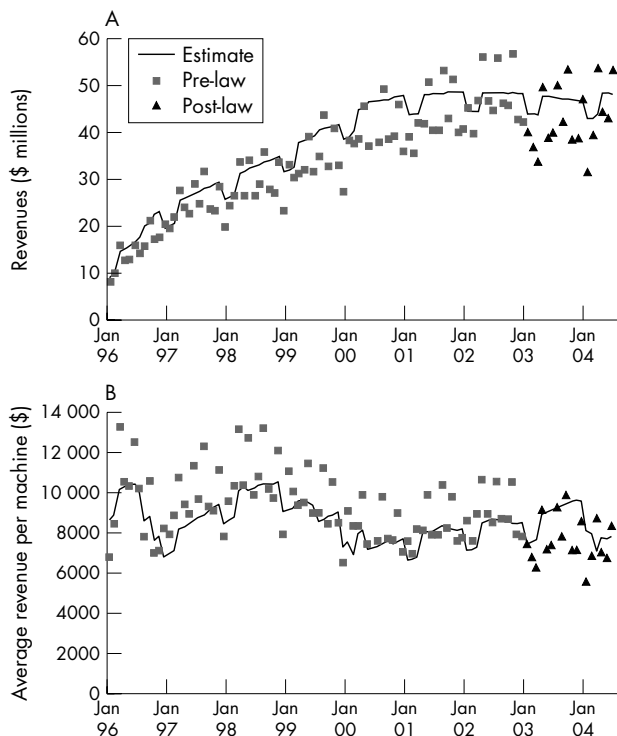 A
Estimate
Pre-law
Post-law
Revenues ($ millions)
60
50
40
30
20
10
0
Jan 96
Jan 97
Jan 98
Jan 99
Jan 00
Jan 01
Jan 02
Jan 03
Jan 04
B
Average revenue per machine ($)
14 000
12 000
10 000
8000
6000
4000
2000
0
Jan 96
Jan 97
Jan 98
Jan 99
Jan 00
Jan 01
Jan 02
Jan 03
Jan 04